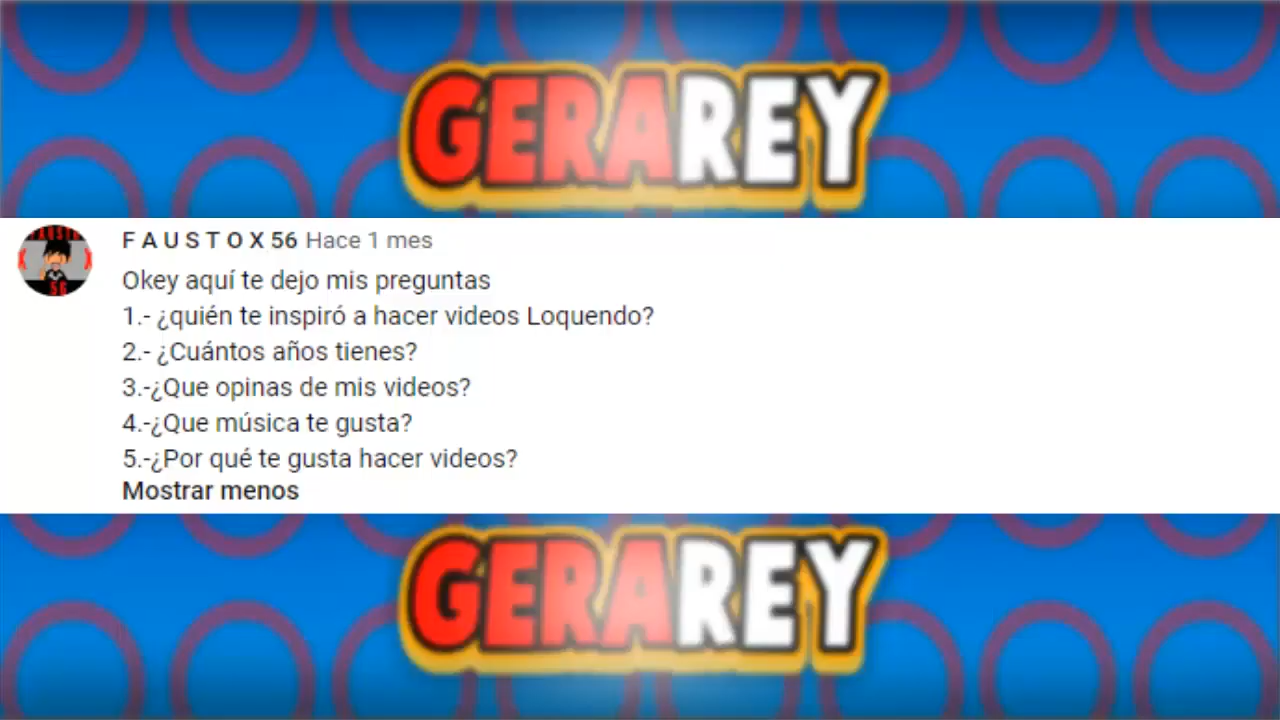 GERAREY
F A U S T O X 56 Hace 1 mes
Okey aquí te dejo mis preguntas
1.- ¿quién te inspiró a hacer videos Loquendo?
2.- ¿Cuántos años tienes?
3.-¿Que opinas de mis videos?
4.-¿Que música te gusta?
5.-¿Por qué te gusta hacer videos?
Mostrar menos
GERAREY